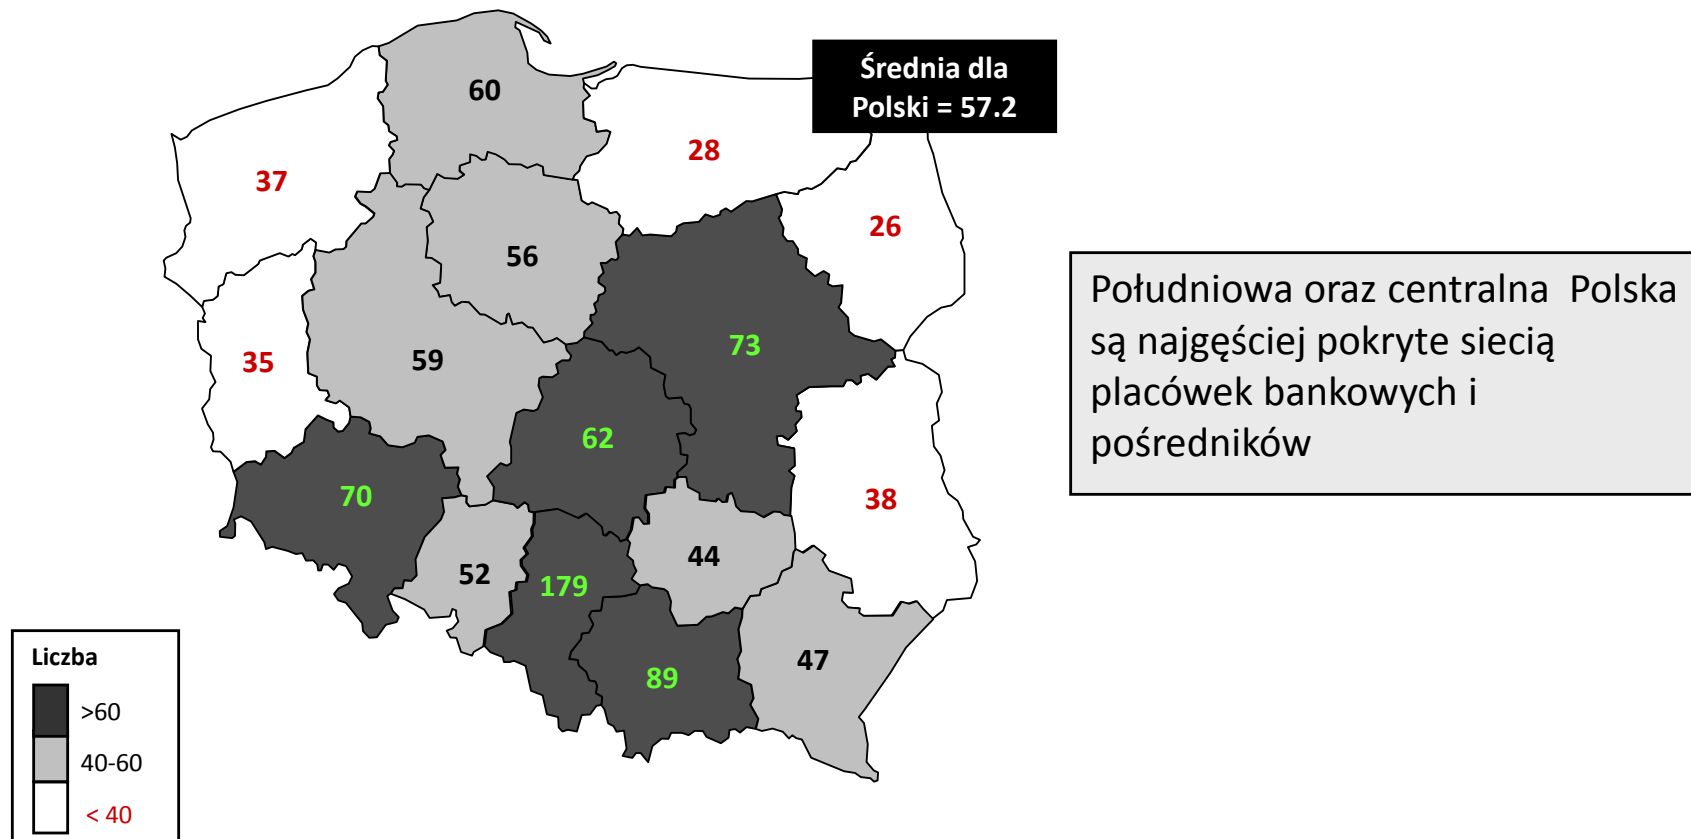 Średnia dla
Polski = 57.2
60
28
37
26
56
73
35
59
62
70
38
44
52
179
47
89
Południowa oraz centralna  Polska
są najgęściej pokryte siecią
placówek bankowych i
pośredników
Liczba
>60
40-60
< 40